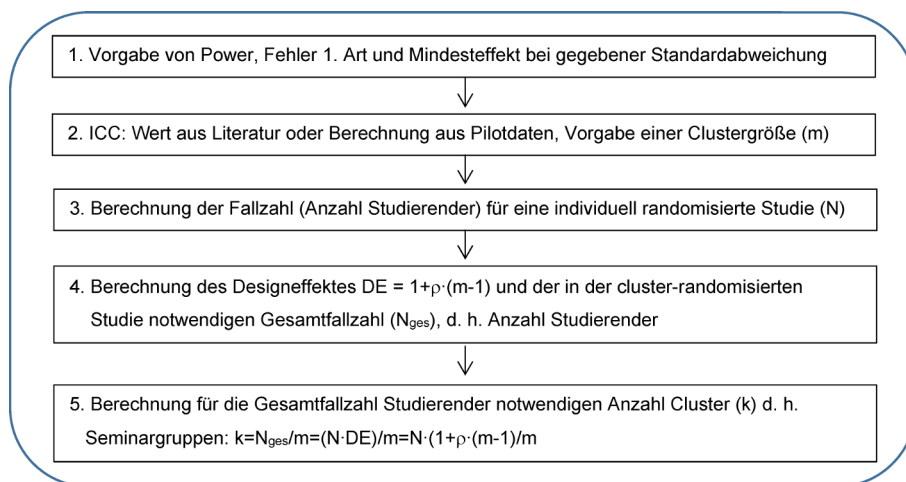 1. Vorgabe von Power, Fehler 1. Art und Mindesteffekt bei gegebener Standardabweichung
2. ICC: Wert aus Literatur oder Berechnung aus Pilotdaten, Vorgabe einer Clustergröße (m)
3. Berechnung der Fallzahl (Anzahl Studierender) für eine individuell randomisierte Studie (N)
4. Berechnung des Designeffektes DE = 1+ρ·(m-1) und der in der cluster-randomisierten
Studie notwendigen Gesamtfallzahl (Nges), d. h. Anzahl Studierender
5. Berechnung für die Gesamtfallzahl Studierender notwendigen Anzahl Cluster (k) d. h.
Seminargruppen: k=Nges/m=(N·DE)/m=N·(1+ρ·(m-1)/m